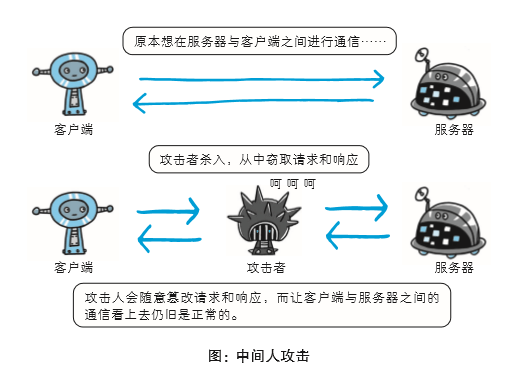 原本想在服务器与客户端之间进行通信……
客户端
服务器
攻击者杀入，从中窃取请求和响应
呵 呵 呵
客户端
攻击者
服务器
攻击人会随意篡改请求和响应，而让客户端与服务器之间的
通信看上去仍旧是正常的。
图：中间人攻击